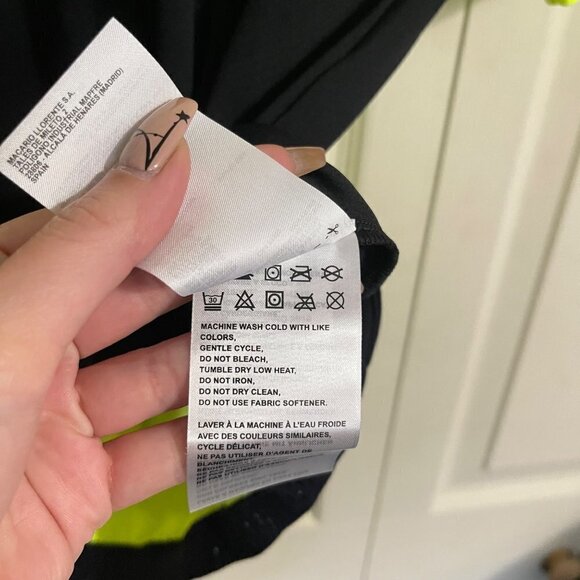 MACARIO LLORENTE S.A.
TALES DE MILETO, 2
POLIGONO INDUSTRIAL MAPFRE
28806 - ALCALA DE HENARES (MADRID)
SPAIN
30
MACHINE WASH COLD WITH LIKE
COLORS,
GENTLE CYCLE,
DO NOT BLEACH,
TUMBLE DRY LOW HEAT,
DO NOT IRON,
DO NOT DRY CLEAN,
DO NOT USE FABRIC SOFTENER.
LAVER À LA MACHINE À L'EAU FROIDE
AVEC DES COULEURS SIMILAIRES,
CYCLE DÉLICAT,
NE PAS UTILISER D'AGENT DE
BLANCHIMENT